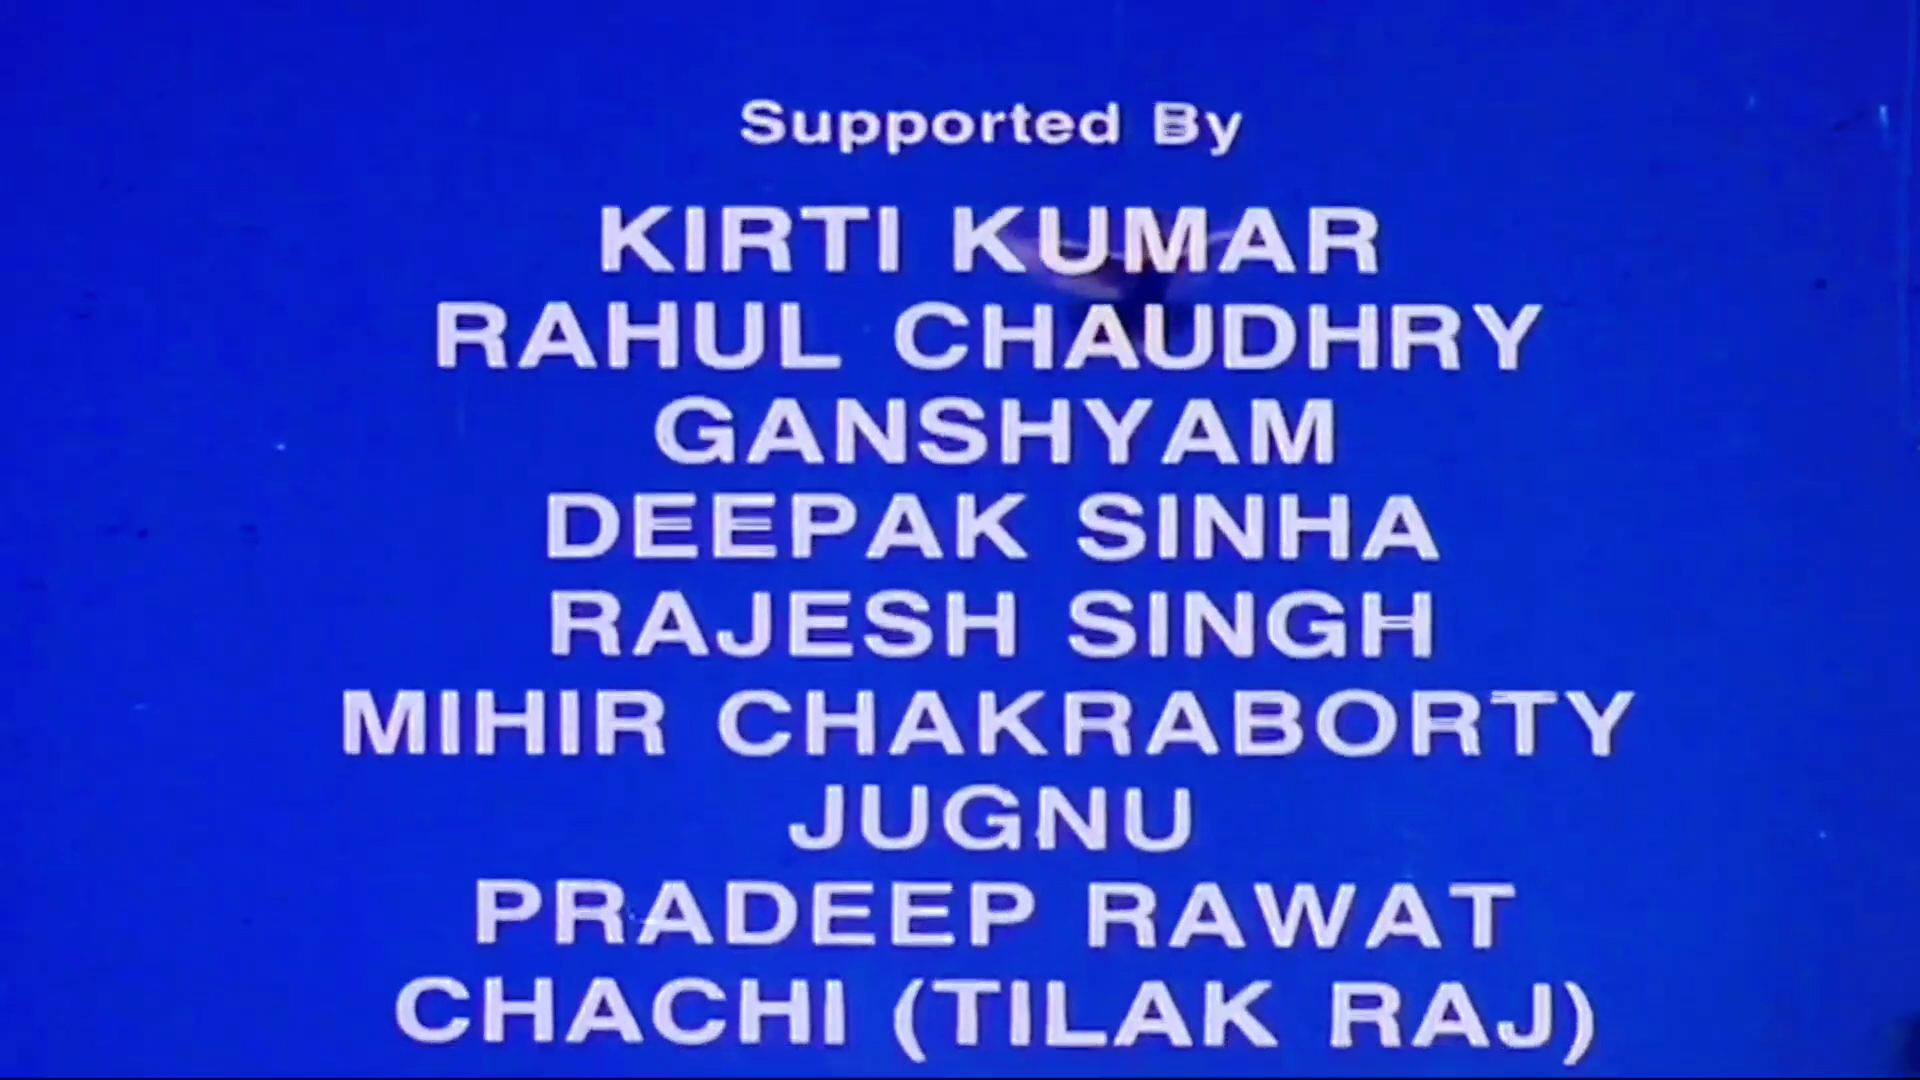 Supported By
KIRTI KUMAR
RAHUL CHAUDHRY
GANSHYAM
DEEPAK SINHA
RAJESH SINGH
MIHIR CHAKRABORTY
JUGNU
PRADEEP RAWAT
CHACHI (TILAK RAJ)